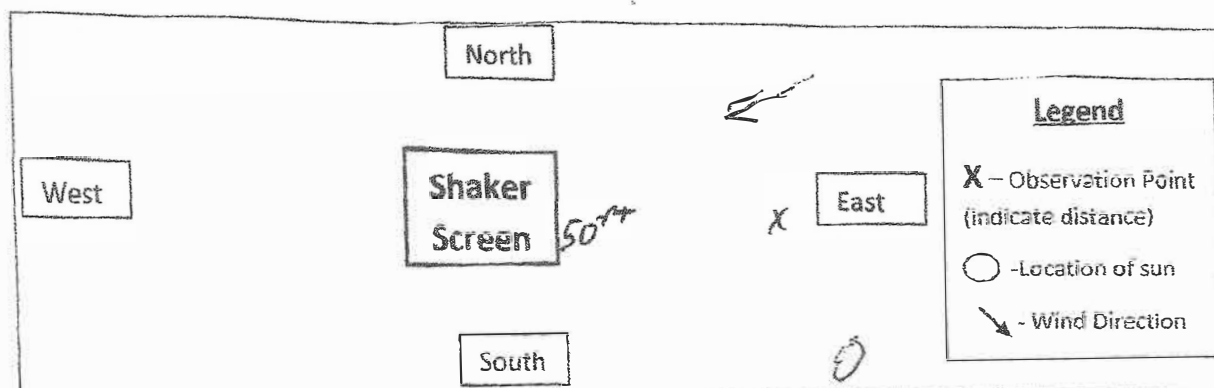 North
West
Shaker
Screen
50ft
X
East
South
Legend
X – Observation Point
(indicate distance)
-Location of sun
- Wind Direction